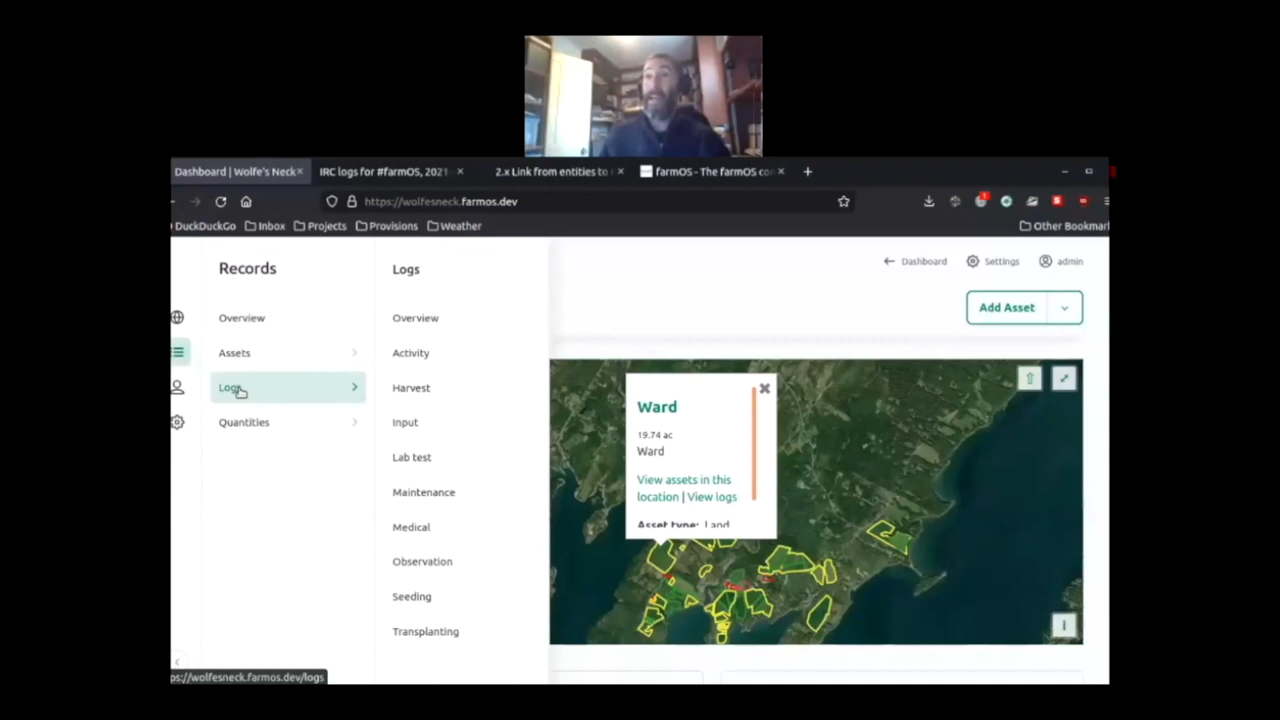 Dashboard | Wolfe's Neck
IRC logs for #farmOS, 2021-
2.x Link from entities to
farmOS - The farmOS co
https://wolfesneck.farmos.dev
DuckDuckGo
Inbox
Projects
Provisions
Weather
Other Bookmar
Records
Overview
Assets
Logs
Quantities
Logs
Overview
Activity
Harvest
Input
Lab test
Maintenance
Medical
Observation
Seeding
Transplanting
Dashboard
Settings
admin
Add Asset
Ward
19.74 ac
Ward
View assets in this
location | View logs
Asset type: Land
ps://wolfesneck.farmos.dev/logs